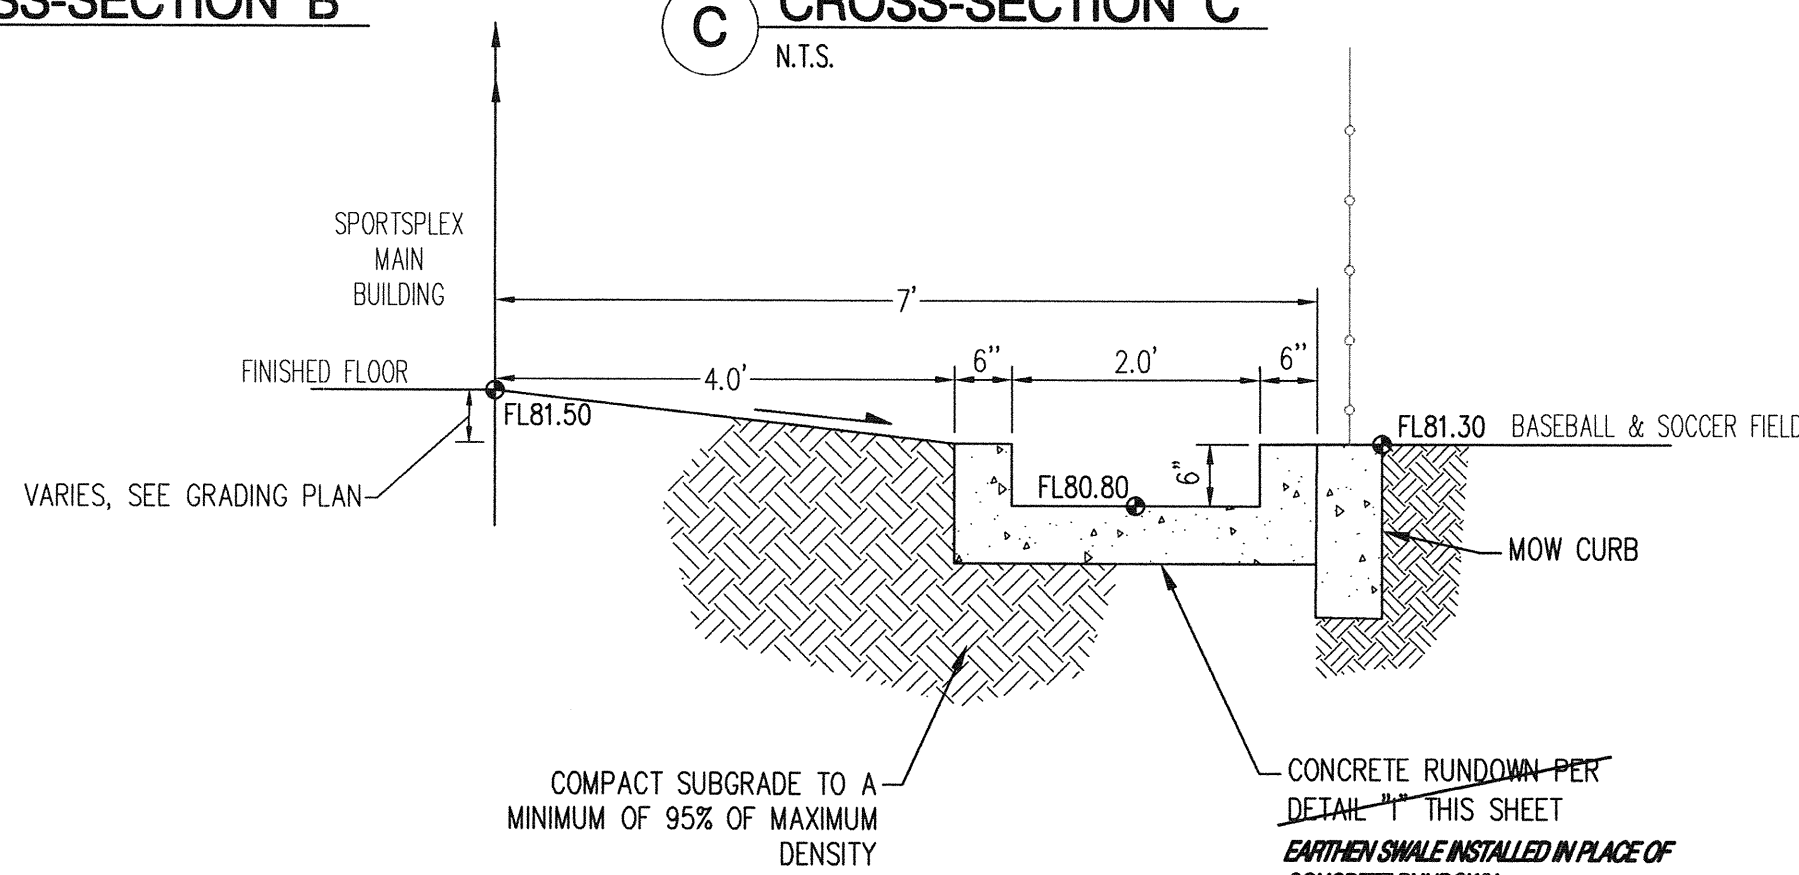 SS-SECTION B
C
CROSS-SECTION C
N.T.S.
SPORTSPLEX
MAIN
BUILDING
7'
FINISHED FLOOR
4.0'
6"
2.0'
6"
FL81.50
FL81.30 BASEBALL & SOCCER FIELD
6"
FL80.80
VARIES, SEE GRADING PLAN
MOW CURB
COMPACT SUBGRADE TO A
MINIMUM OF 95% OF MAXIMUM
DENSITY
CONCRETE RUNDOWN PER
DETAIL "I" THIS SHEET
EARTHEN SWALE INSTALLED IN PLACE OF